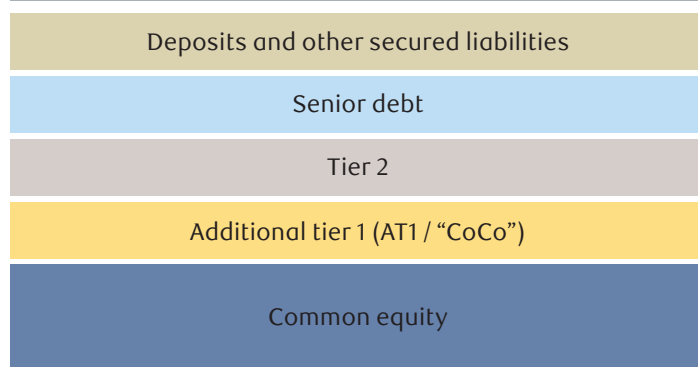 Deposits and other secured liabilities
Senior debt
Tier 2
Additional tier 1 (AT1 / “CoCo”)
Common equity